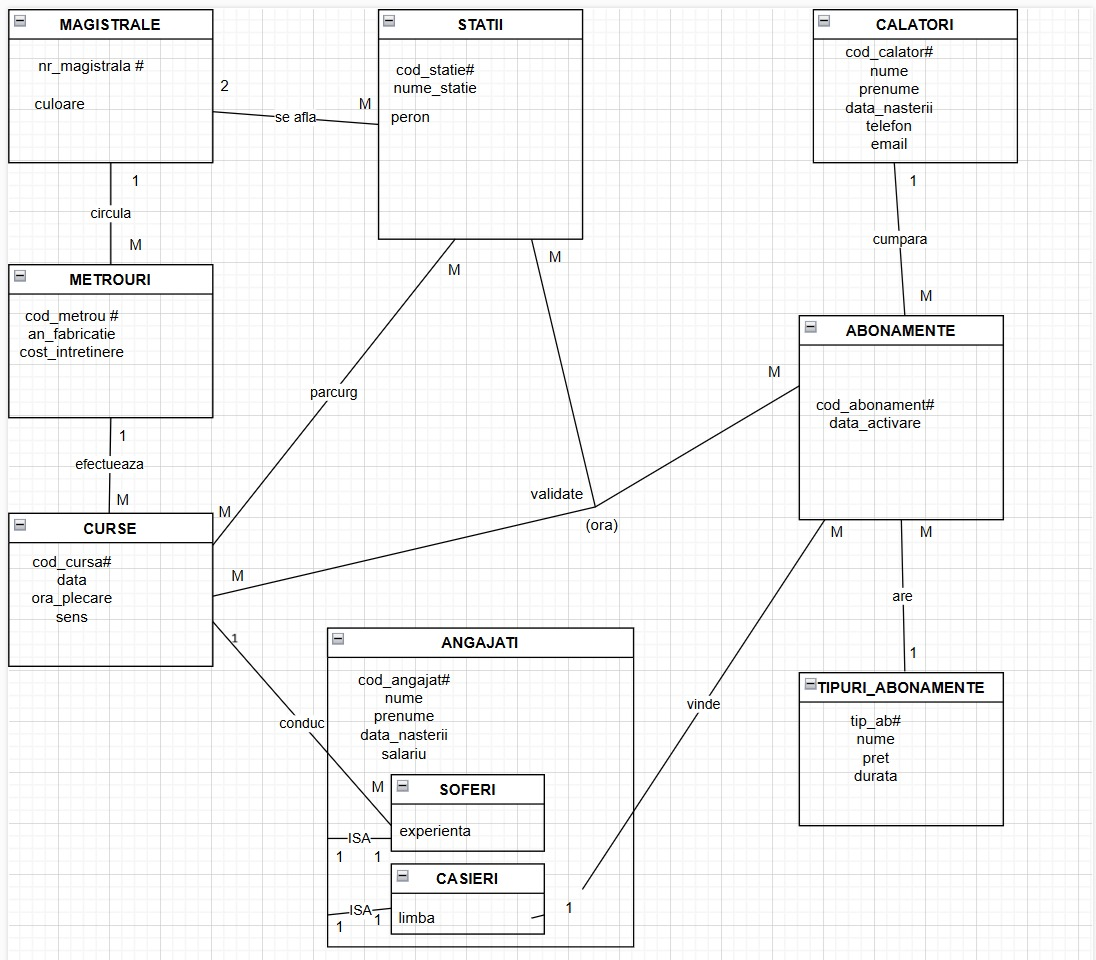 MAGISTRALE
nr_magistrala #
culoare
2
se afla
M
STATII
cod_statie#
nume_statie
peron
CALATORI
cod_calator#
nume
prenume
data_nasterii
telefon
email
1
circula
M
1
cumpara
M
METROURI
cod_metrou #
an_fabricatie
cost_intretinere
M
M
parcurg
M
ABONAMENTE
cod_abonament#
data_activare
M
1
efectueaza
M
validate
(ora)
M
CURSE
cod_cursa#
data
ora_plecare
sens
M
M
are
1
1
conduc
M
vinde
1
ANGAJATI
cod_angajat#
nume
prenume
data_nasterii
salariu
SOFERI
experienta
ISA
1 1
CASIERI
limba
ISA
1 1
TIPURI_ABONAMENTE
tip_ab#
nume
pret
durata